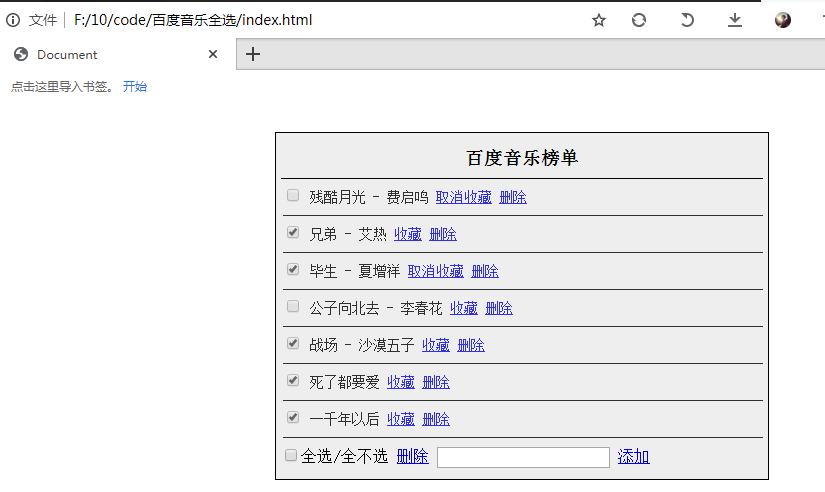 文件 F:/10/code/百度音乐全选/index.html
Document
点击这里导入书签。 开始
百度音乐榜单
残酷月光 - 费启鸣 取消收藏 删除
兄弟 - 艾热 收藏 删除
毕生 - 夏增祥 取消收藏 删除
公子向北去 - 李春花 收藏 删除
战场 - 沙漠五子 收藏 删除
死了都要爱 收藏 删除
一千年以后 收藏 删除
全选/全不选 删除 添加